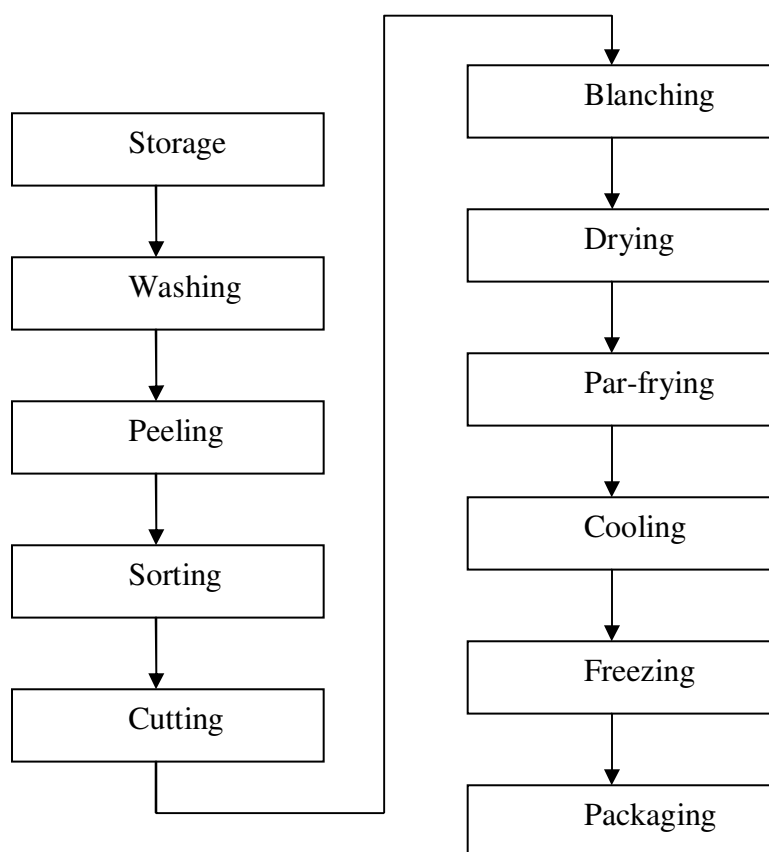 Storage
Washing
Peeling
Sorting
Cutting
Blanching
Drying
Par-frying
Cooling
Freezing
Packaging